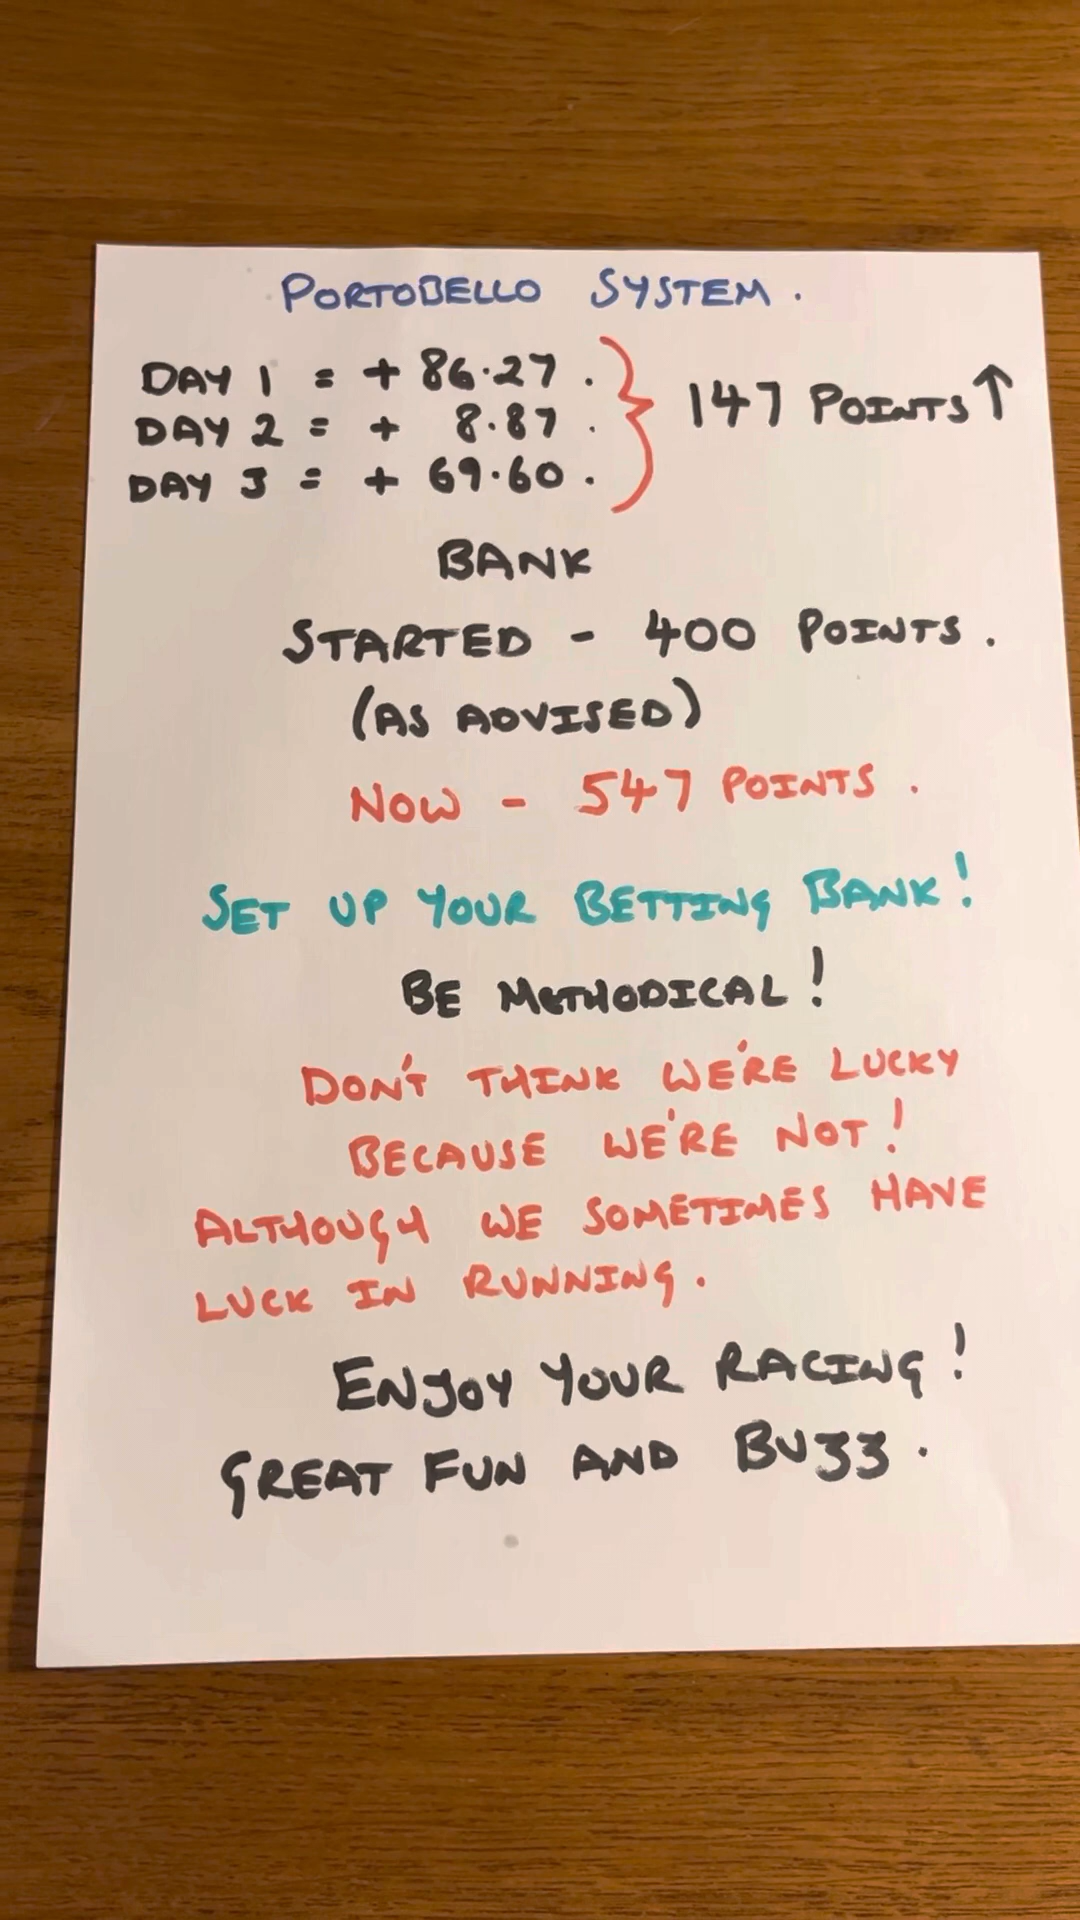 PORTOBELLO SYSTEM.
DAY 1 = + 86.27.
DAY 2 = + 8.87.
DAY 3 = + 69.60.
147 POINTS ↑
BANK
STARTED - 400 POINTS.
(AS ADVISED)
NOW - 547 POINTS.
SET UP YOUR BETTING BANK!
BE METHODICAL!
DON'T THINK WE'RE LUCKY
BECAUSE WE'RE NOT!
ALTHOUGH WE SOMETIMES HAVE
LUCK IN RUNNING.
ENJOY YOUR RACING!
GREAT FUN AND BUZZ.